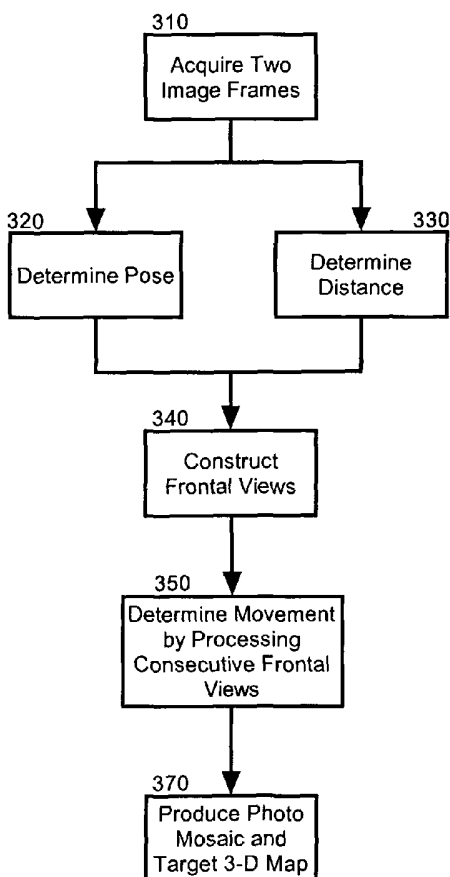 310
Acquire Two
Image Frames
320
330
Determine Pose
Determine
Distance
340
Construct
Frontal Views
350
Determine Movement
by Processing
Consecutive Frontal
Views
370
Produce Photo
Mosaic and
Target 3-D Map